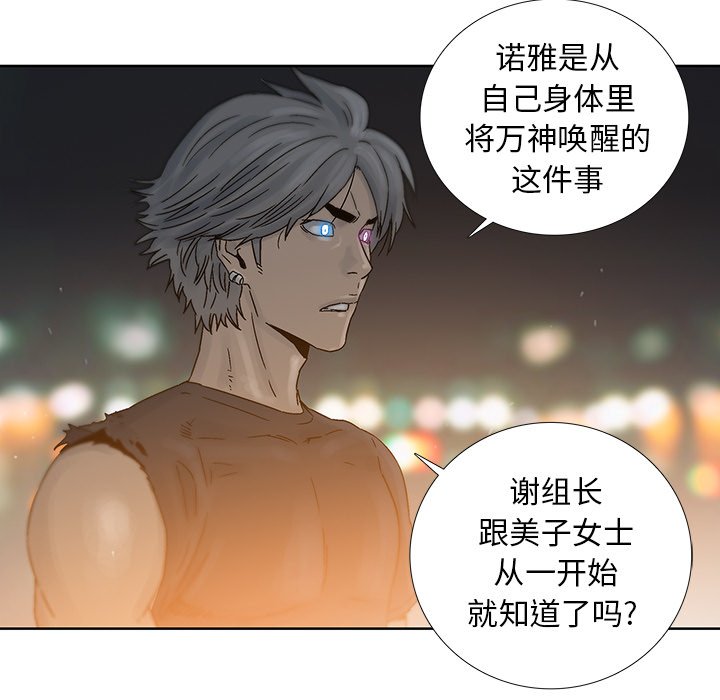 诺雅是从
自己身体里
将万神唤醒的
这件事
谢组长
跟美子女士
从一开始
就知道了吗?